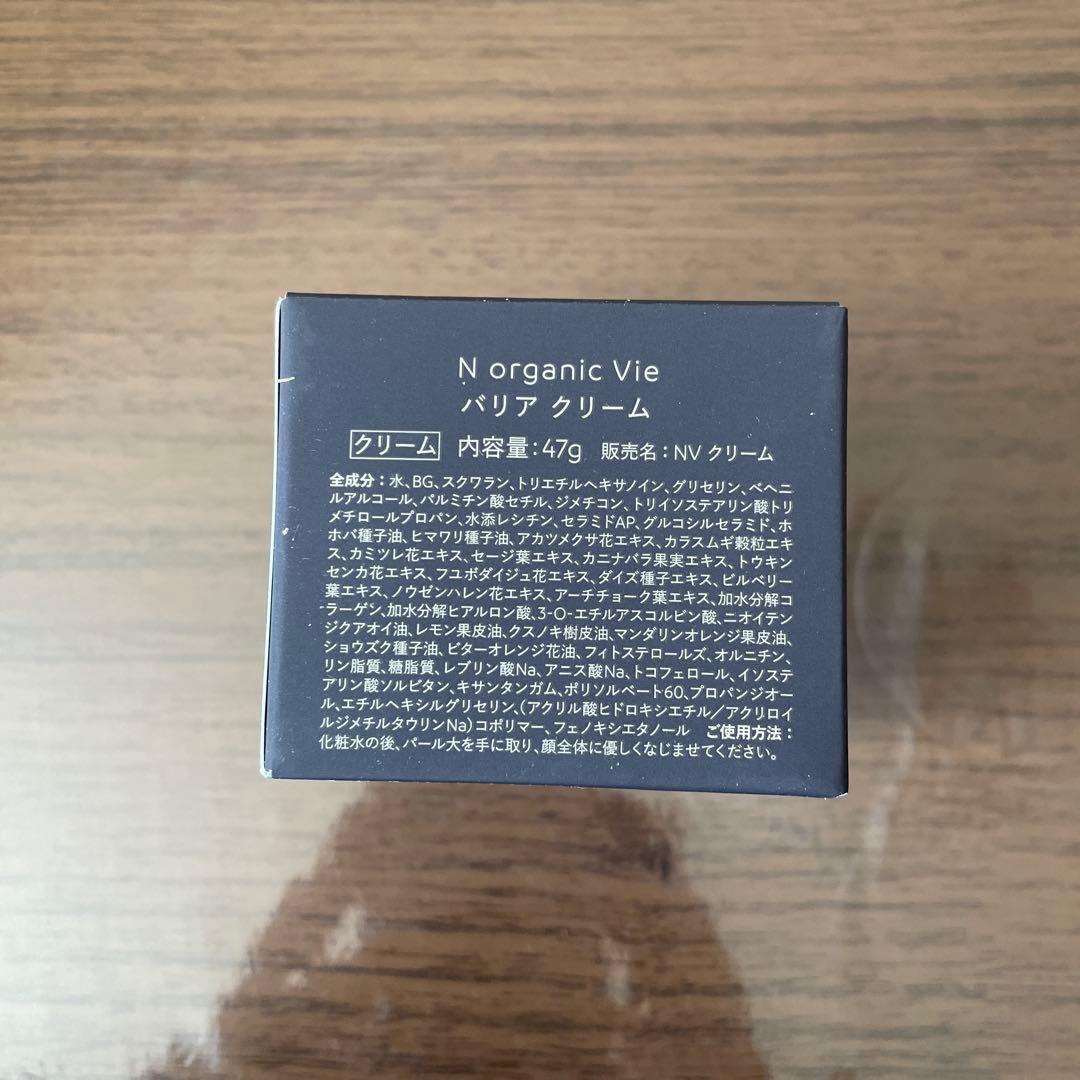 N organic Vie
バリア クリーム
クリーム 内容量:47g 販売名:NV クリーム
全成分:水、BG、スクワラン、トリエチルヘキサノイン、グリセリン、ベヘニ
ルアルコール、パルミチン酸セチル、ジメチコン、トリイソステアリン酸トリ
メチロールプロパン、水添レシチン、セラミドAP、グルコシルセラミド、ホ
ホバ種子油、ヒマワリ種子油、アカツメクサ花エキス、カラスムギ穀粒エキ
ス、カミツレ花エキス、セージ葉エキス、カニナバラ果実エキス、トウキン
センカ花エキス、フユボダイジュ花エキス、ダイズ種子エキス、ビルベリー
葉エキス、ノウゼンハレン花エキス、アーチチョーク葉エキス、加水分解コ
ラーゲン、加水分解ヒアルロン酸、3-O-エチルアスコルビン酸、ニオイテン
ジクアオイ油、レモン果皮油、クスノキ樹皮油、マンダリンオレンジ果皮油、
ショウズク種子油、ビターオレンジ花油、フィトステロールズ、オルニチン、
リン脂質、糖脂質、レブリン酸Na、アニス酸Na、トコフェロール、イソステ
アリン酸ソルビタン、キサンタンガム、ポリソルベート60、プロパンジオー
ル、エチルヘキシルグリセリン、(アクリル酸ヒドロキシエチル/アクリロイ
ルジメチルタウリンNa)コポリマー、フェノキシエタノール ご使用方法:
化粧水の後、パール大を手に取り、顔全体に優しくなじませてください。